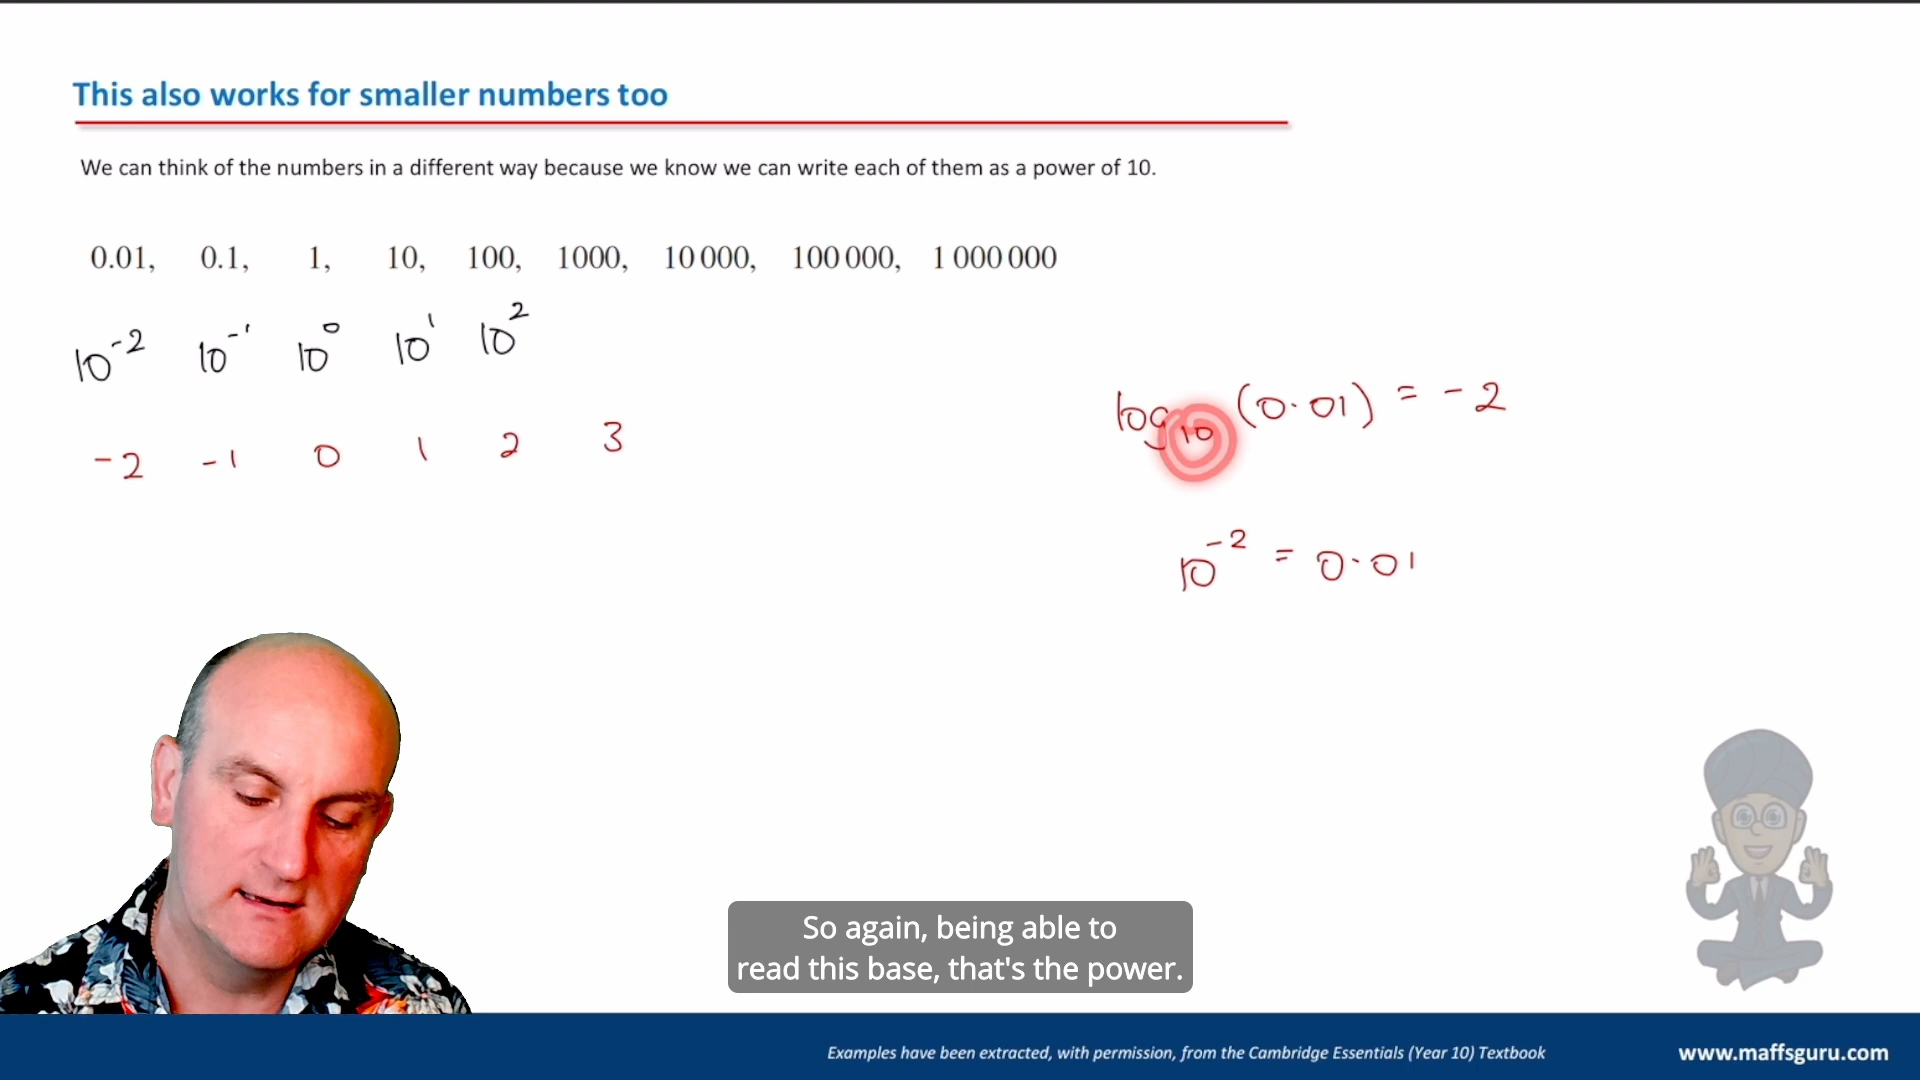 This also works for smaller numbers too
We can think of the numbers in a different way because we know we can write each of them as a power of 10.
0.01, 0.1, 1, 10, 100, 1000, 10 000, 100 000, 1 000 000
10⁻² 10⁻¹ 10⁰ 10¹ 10²
-2 -1 0 1 2 3
log₁₀ (0.01) = -2
10⁻² = 0.01
So again, being able to
read this base, that's the power.
Examples have been extracted, with permission, from the Cambridge Essentials (Year 10) Textbook
www.maffsguru.com